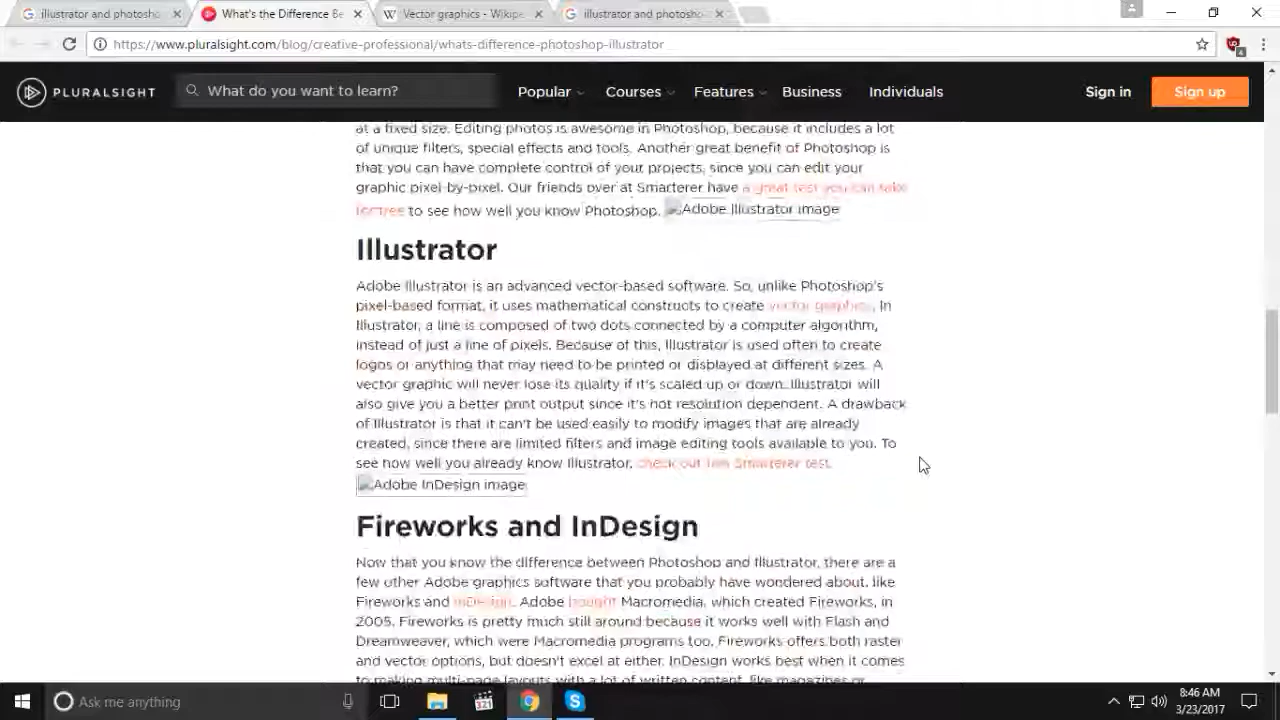 illustrator and photosho
What's the Difference Be
Vector graphics - Wikipe
illustrator and photosho
https://www.pluralsight.com/blog/creative-professional/whats-difference-photoshop-illustrator
PLURALSIGHT
What do you want to learn?
Popular
Courses
Features
Business
Individuals
Sign in
Sign up
at a fixed size. Editing photos is awesome in Photoshop, because it includes a lot
of unique filters, special effects and tools. Another great benefit of Photoshop is
that you can have complete control of your projects, since you can edit your
graphic pixel-by-pixel. Our friends over at Smarterer have a great test you can take
for free to see how well you know Photoshop. Adobe Illustrator image
Illustrator
Adobe Illustrator is an advanced vector-based software. So, unlike Photoshop's
pixel-based format, it uses mathematical constructs to create vector graphics. In
Illustrator, a line is composed of two dots connected by a computer algorithm,
instead of just a line of pixels. Because of this, Illustrator is used often to create
logos or anything that may need to be printed or displayed at different sizes. A
vector graphic will never lose its quality if it's scaled up or down. Illustrator will
also give you a better print output since it's not resolution dependent. A drawback
of Illustrator is that it can't be used easily to modify images that are already
created, since there are limited filters and image editing tools available to you. To
see how well you already know Illustrator, check out this Smarterer test.
Adobe InDesign image
Fireworks and InDesign
Now that you know the difference between Photoshop and Illustrator, there are a
few other Adobe graphics software that you probably have wondered about, like
Fireworks and InDesign. Adobe bought Macromedia, which created Fireworks, in
2005. Fireworks is pretty much still around because it works well with Flash and
Dreamweaver, which were Macromedia programs too. Fireworks offers both raster
and vector options, but doesn't excel at either. InDesign works best when it comes
to making multi-page layouts with a lot of written content, like magazines or
Ask me anything
321
8:46 AM
3/23/2017